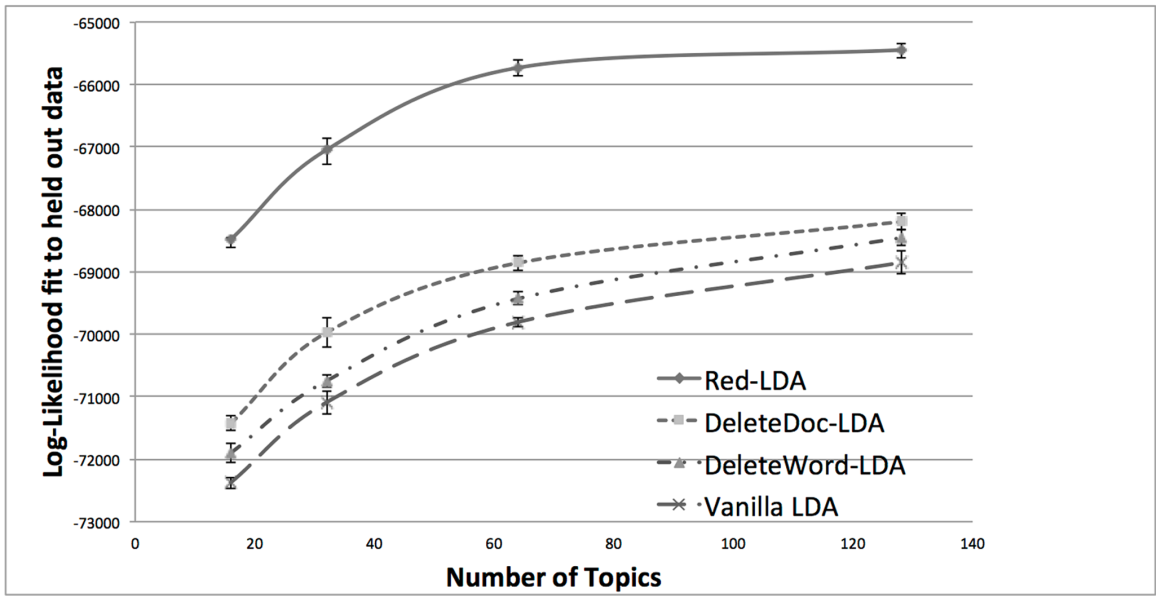 Log-Likelihood fit to held out data
-65000
-66000
-67000
-68000
-69000
-70000
-71000
-72000
-73000
Red-LDA
DeleteDoc-LDA
DeleteWord-LDA
Vanilla LDA
0 20 40 60 80 100 120 140
Number of Topics